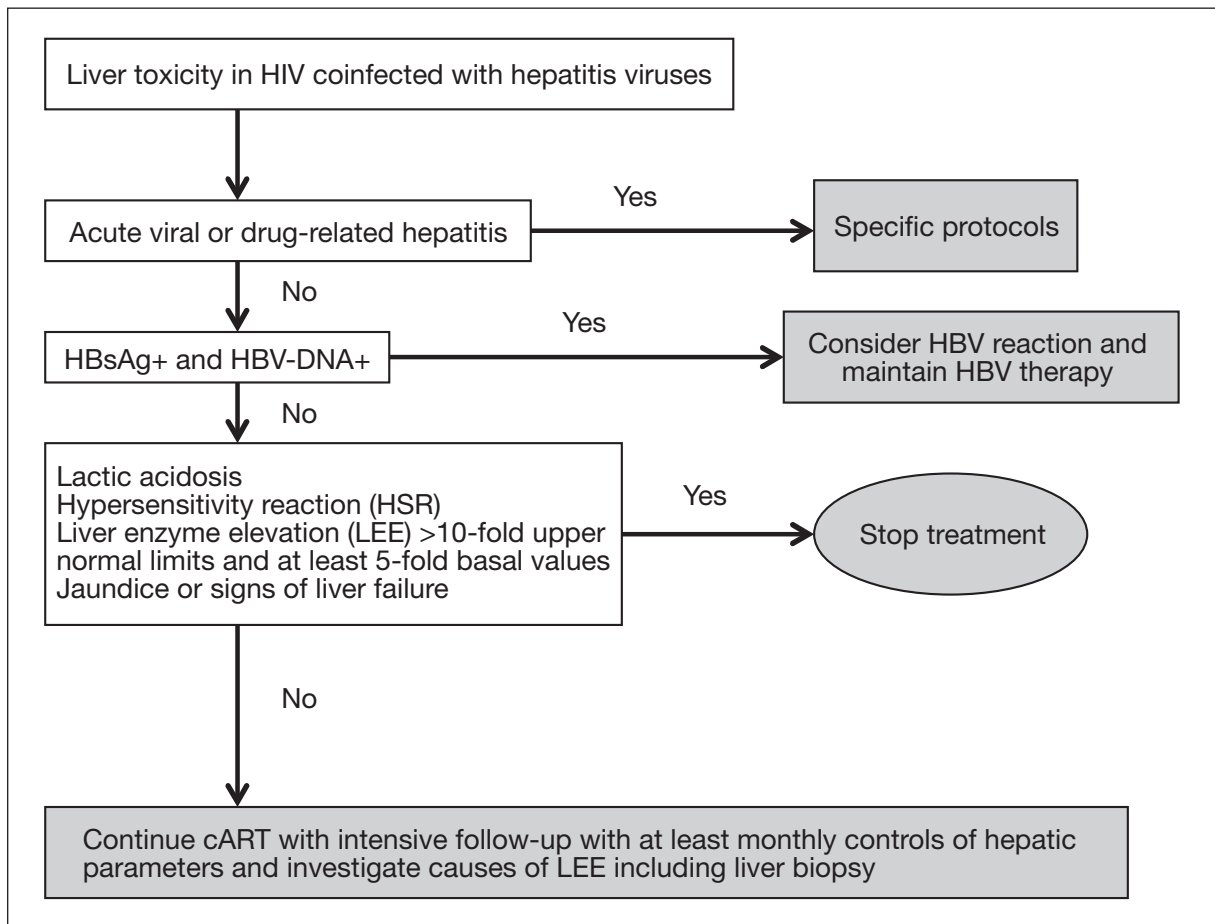 Liver toxicity in HIV coinfected with hepatitis viruses
Yes
Acute viral or drug-related hepatitis
Specific protocols
No
Yes
HBsAg+ and HBV-DNA+
Consider HBV reaction and
maintain HBV therapy
No
Lactic acidosis
Hypersensitivity reaction (HSR)
Liver enzyme elevation (LEE) >10-fold upper
normal limits and at least 5-fold basal values
Jaundice or signs of liver failure
Yes
Stop treatment
No
Continue cART with intensive follow-up with at least monthly controls of hepatic
parameters and investigate causes of LEE including liver biopsy